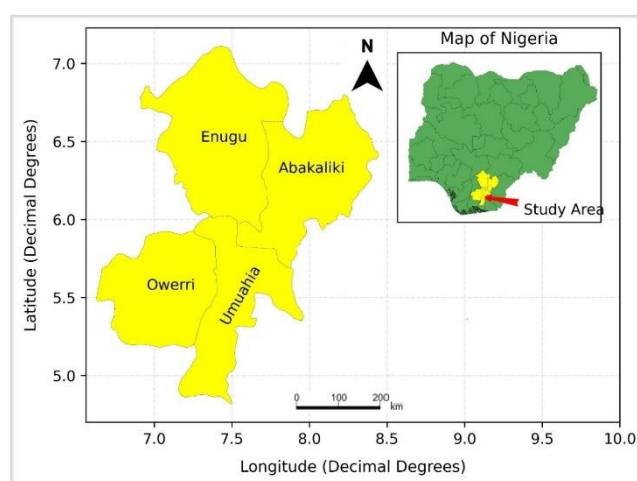 Map of Nigeria
N
7.0
6.5
6.0
5.5
5.0
Latitude (Decimal Degrees)
Enugu
Abakaliki
Owerri
Umuahia
Study Area
0 100 200
km
7.0 7.5 8.0 8.5 9.0 9.5 10.0
Longitude (Decimal Degrees)